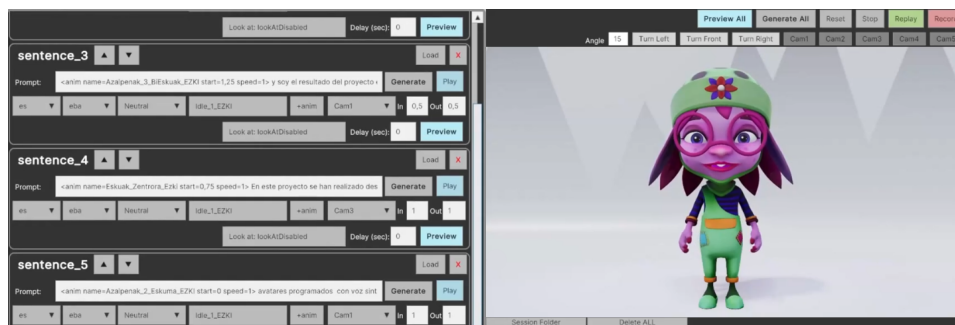 Look at: lookAtDisabled Delay (sec): 0 Preview
sentence_3 ▲ ▼ Load X
Prompt: <anim name=Azalpenak_3_BiEskuak_EZKI start=1,25 speed=1> y soy el resultado del proyecto Generate Play
es ▼ eba ▼ Neutral ▼ Idle_1_EZKI +anim Cam1 ▼ In 0,5 Out 0,5
Look at: lookAtDisabled Delay (sec): 0 Preview
sentence_4 ▲ ▼ Load X
Prompt: <anim name=Eskuak_Zentrora_Ezki start=0,75 speed=1> En este proyecto se han realizado des Generate Play
es ▼ eba ▼ Neutral ▼ Idle_1_EZKI +anim Cam3 ▼ In 1 Out 1
Look at: lookAtDisabled Delay (sec): 0 Preview
sentence_5 ▲ ▼ Load X
Prompt: <anim name=Azalpenak_2_Eskuma_EZKI start=0 speed=1> avatares programados con voz sint Generate Play
es ▼ eba ▼ Neutral ▼ Idle_1_EZKI +anim Cam1 ▼ In 1 Out 1
Preview All Generate All Reset Stop Replay Recor
Angle 15 Turn Left Turn Front Turn Right Cam1 Cam2 Cam3 Cam4 Cam5
Session Folder Delete ALL